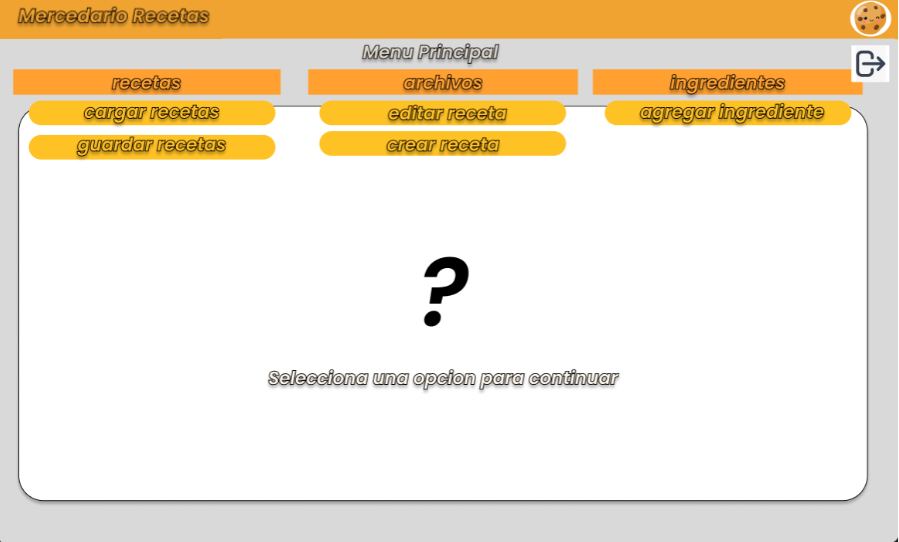 Mercedario Recetas
Menu Principal
recetas
archivos
ingredientes
cargar recetas
editar receta
agregar ingrediente
guardar recetas
crear receta
?
Selecciona una opcion para continuar